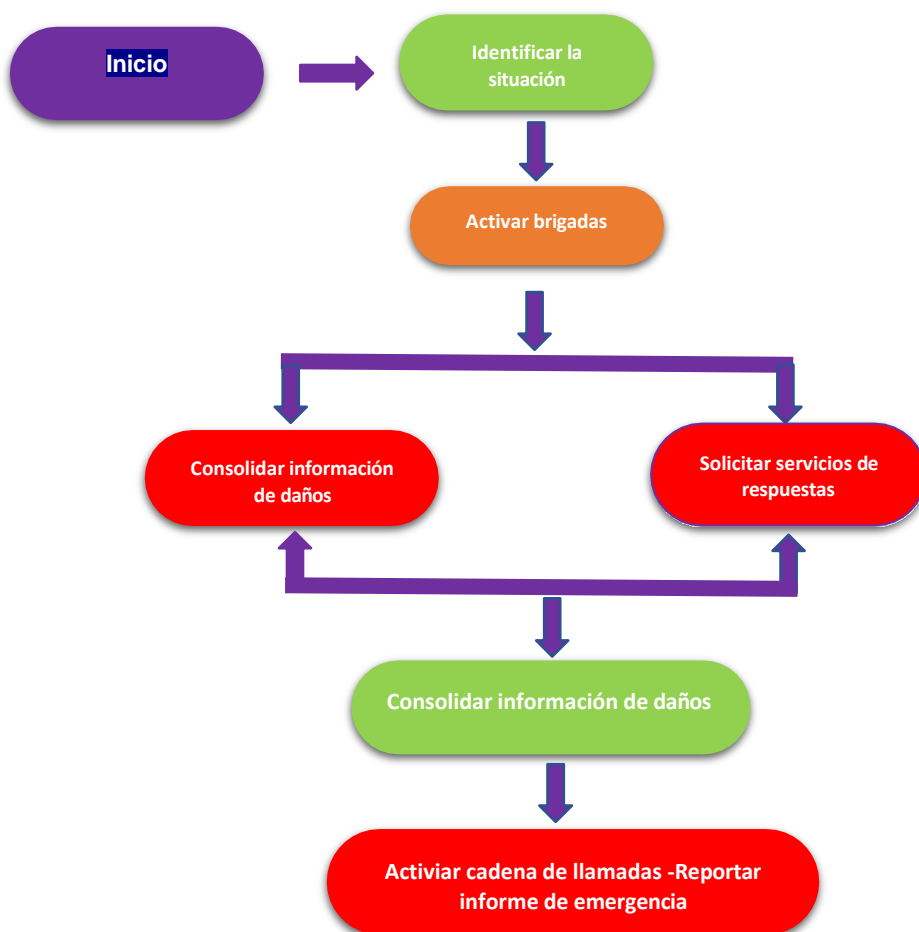 Inicio
Identificar la
situación
Activar brigadas
Consolidar información
de daños
Solicitar servicios de
respuestas
Consolidar información de daños
Activiar cadena de llamadas -Reportar
informe de emergencia